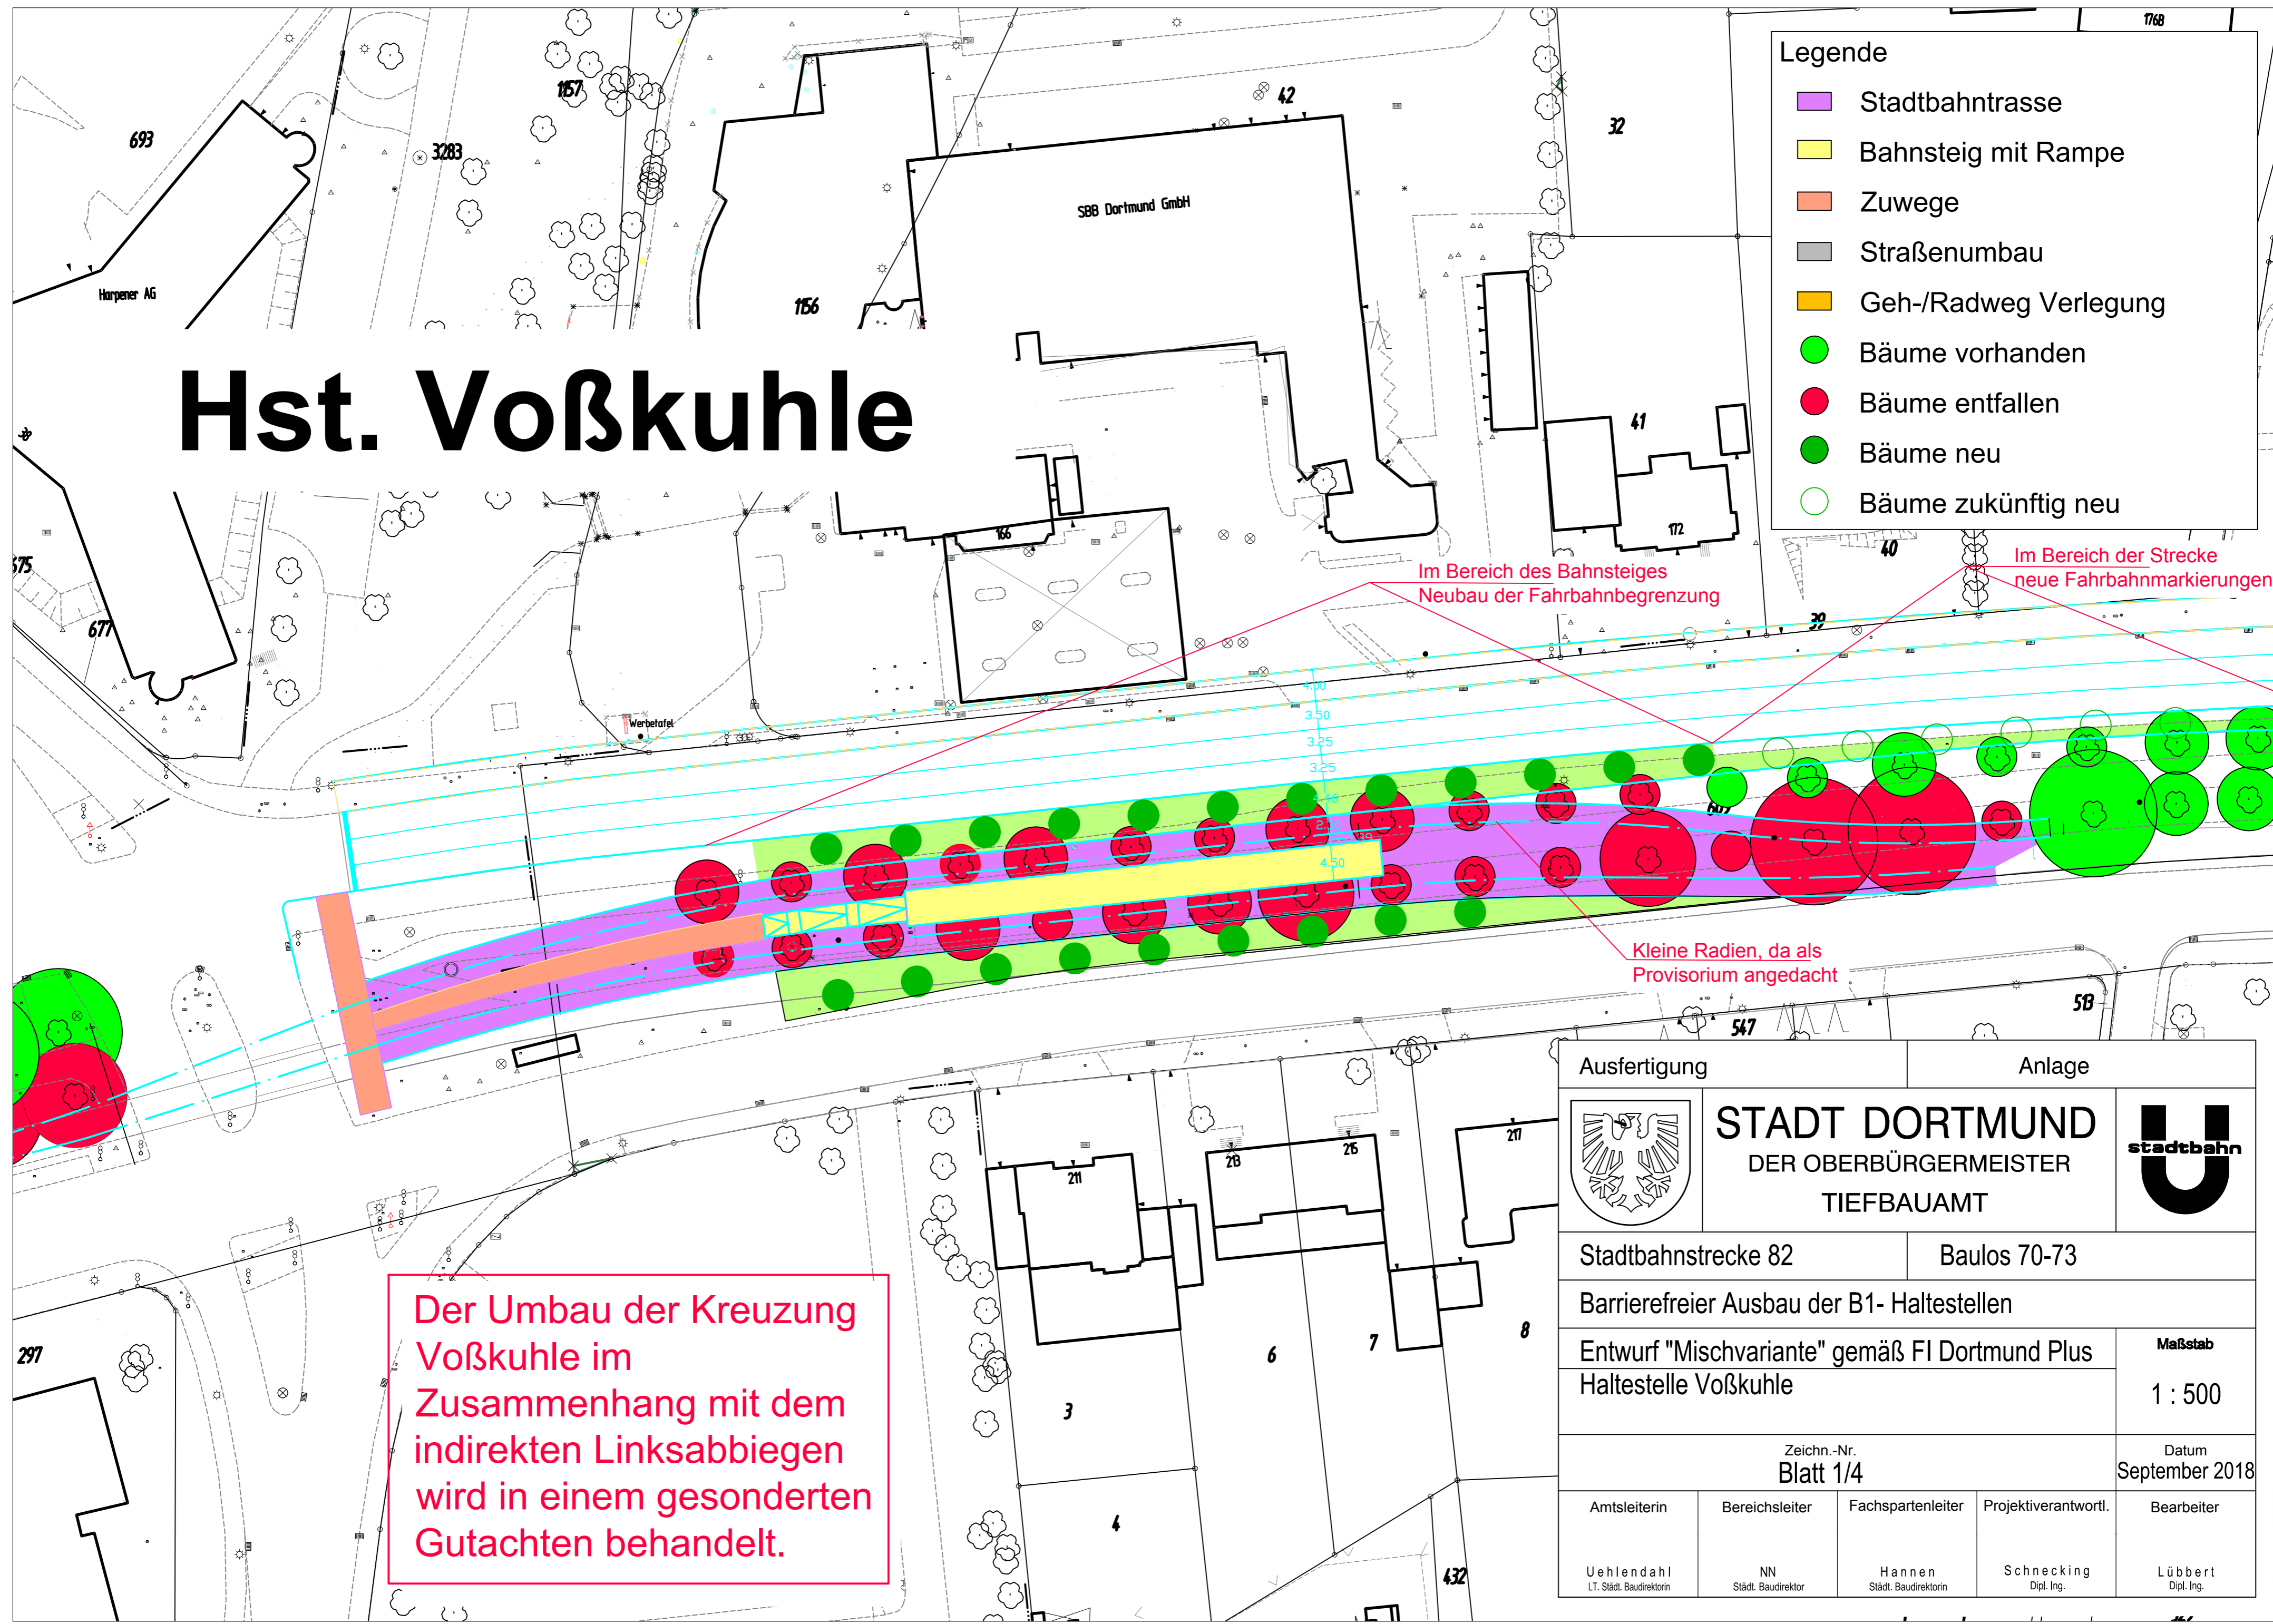 176B
Legende
Stadtbahntrasse
Bahnsteig mit Rampe
Zuwege
Straßenumbau
Geh-/Radweg Verlegung
Bäume vorhanden
Bäume entfallen
Bäume neu
Bäume zukünftig neu
1157
42
32
693
3283
SBB Dortmund GmbH
Harpener AG
1156
Hst. Voßkuhle
41
166
172
40
675
677
39
Im Bereich des Bahnsteiges
Neubau der Fahrbahnbegrenzung
Im Bereich der Strecke
neue Fahrbahnmarkierungen
Werbetafel
4.00
3.50
3.25
3.25
4.50
Kleine Radien, da als
Provisorium angedacht
513
547
211
213
215
217
297
3
6
7
8
4
432
Der Umbau der Kreuzung
Voßkuhle im
Zusammenhang mit dem
indirekten Linksabbiegen
wird in einem gesonderten
Gutachten behandelt.
Ausfertigung
Anlage
STADT DORTMUND
DER OBERBÜRGERMEISTER
TIEFBAUAMT
stadtbahn
Stadtbahnstrecke 82
Baulos 70-73
Barrierefreier Ausbau der B1- Haltestellen
Entwurf "Mischvariante" gemäß FI Dortmund Plus
Haltestelle Voßkuhle
Maßstab
1 : 500
Zeichn.-Nr.
Blatt 1/4
Datum
September 2018
Amtsleiterin
Bereichsleiter
Fachspartenleiter
Projektiverantwortl.
Bearbeiter
Uehlendahl
NN
Hannen
Schnecking
Lübbert
LT. Städt. Baudirektorin
Städt. Baudirektor
Städt. Baudirektorin
Dipl. Ing.
Dipl. Ing.